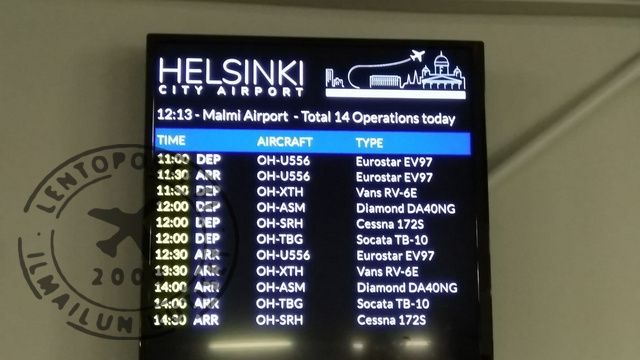 HELSINKI
CITY AIRPORT
12:13 - Malmi Airport - Total 14 Operations today
TIME AIRCRAFT TYPE
11:00 DEP OH-U556 Eurostar EV97
11:30 ARR OH-U556 Eurostar EV97
11:30 DEP OH-XTH Vans RV-6E
12:00 DEP OH-ASM Diamond DA40NG
12:00 DEP OH-SRH Cessna 172S
12:00 DEP OH-TBG Socata TB-10
12:30 ARR OH-U556 Eurostar EV97
13:30 ARR OH-XTH Vans RV-6E
14:00 ARR OH-ASM Diamond DA40NG
14:00 ARR OH-TBG Socata TB-10
14:30 ARR OH-SRH Cessna 172S